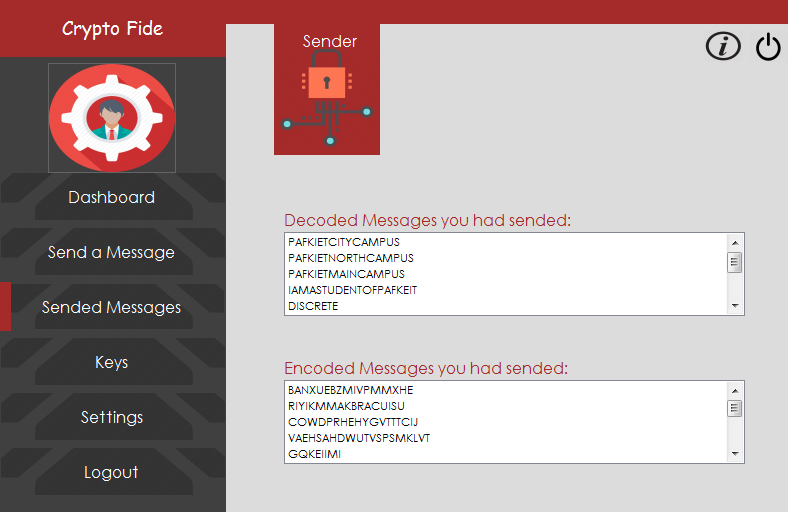 Crypto Fide
Sender
Dashboard
Send a Message
Sended Messages
Keys
Settings
Logout
Decoded Messages you had sended:
PAFKIETCITYCAMPUS
PAFKIETNORTHCAMPUS
PAFKIETMAINCAMPUS
IAMASTUDENTOFPAFKEIT
DISCRETE
Encoded Messages you had sended:
BANXUEBZMIVPMMXHE
RIYIKMMAKBRACUISU
COWDPRHEHYGVTTTCIJ
VAEHSAHDWUTVSPSMKLVT
GQKEIIMI